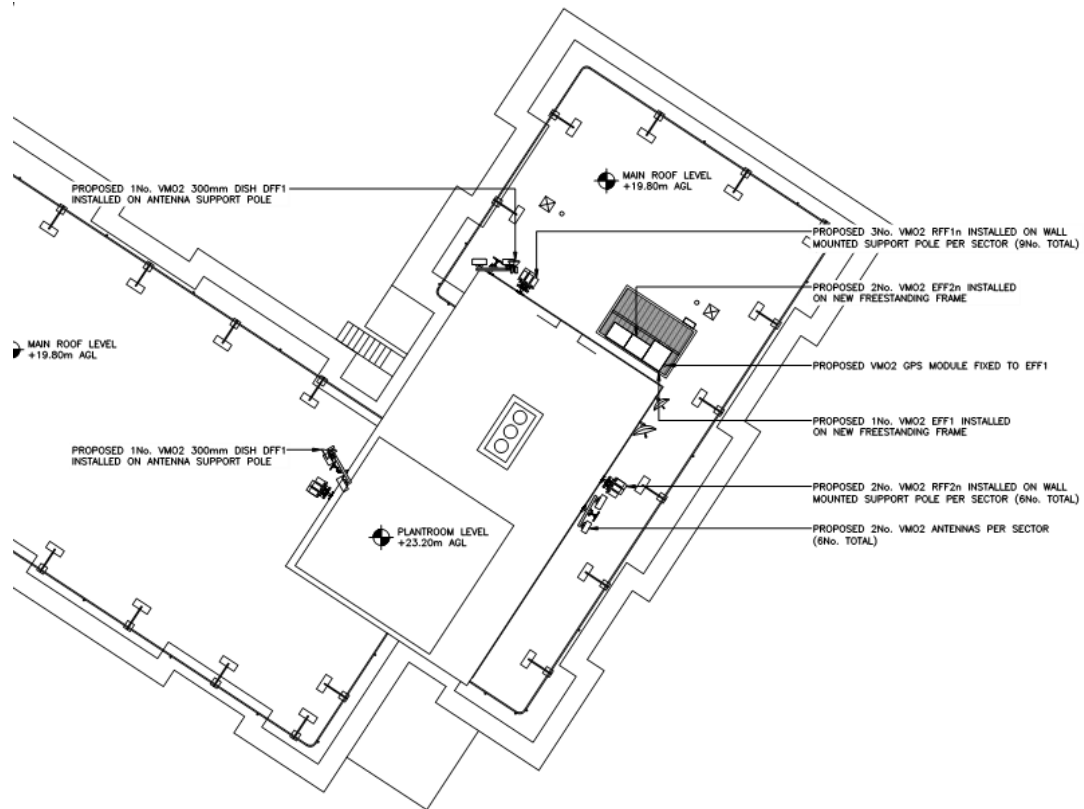 MAIN ROOF LEVEL
+19.80m AGL
PROPOSED 1No. VMO2 300mm DISH DFF1
INSTALLED ON ANTENNA SUPPORT POLE
PROPOSED 3No. VMO2 RFF1n INSTALLED ON WALL
MOUNTED SUPPORT POLE PER SECTOR (9No. TOTAL)
PROPOSED 2No. VMO2 EFF2n INSTALLED
ON NEW FREESTANDING FRAME
MAIN ROOF LEVEL
+19.80m AGL
PROPOSED VMO2 GPS MODULE FIXED TO EFF1
PROPOSED 1No. VMO2 EFF1 INSTALLED
ON NEW FREESTANDING FRAME
PROPOSED 1No. VMO2 300mm DISH DFF1
INSTALLED ON ANTENNA SUPPORT POLE
PROPOSED 2No. VMO2 RFF2n INSTALLED ON WALL
MOUNTED SUPPORT POLE PER SECTOR (6No. TOTAL)
PLANTROOM LEVEL
+23.20m AGL
PROPOSED 2No. VMO2 ANTENNAS PER SECTOR
(6No. TOTAL)